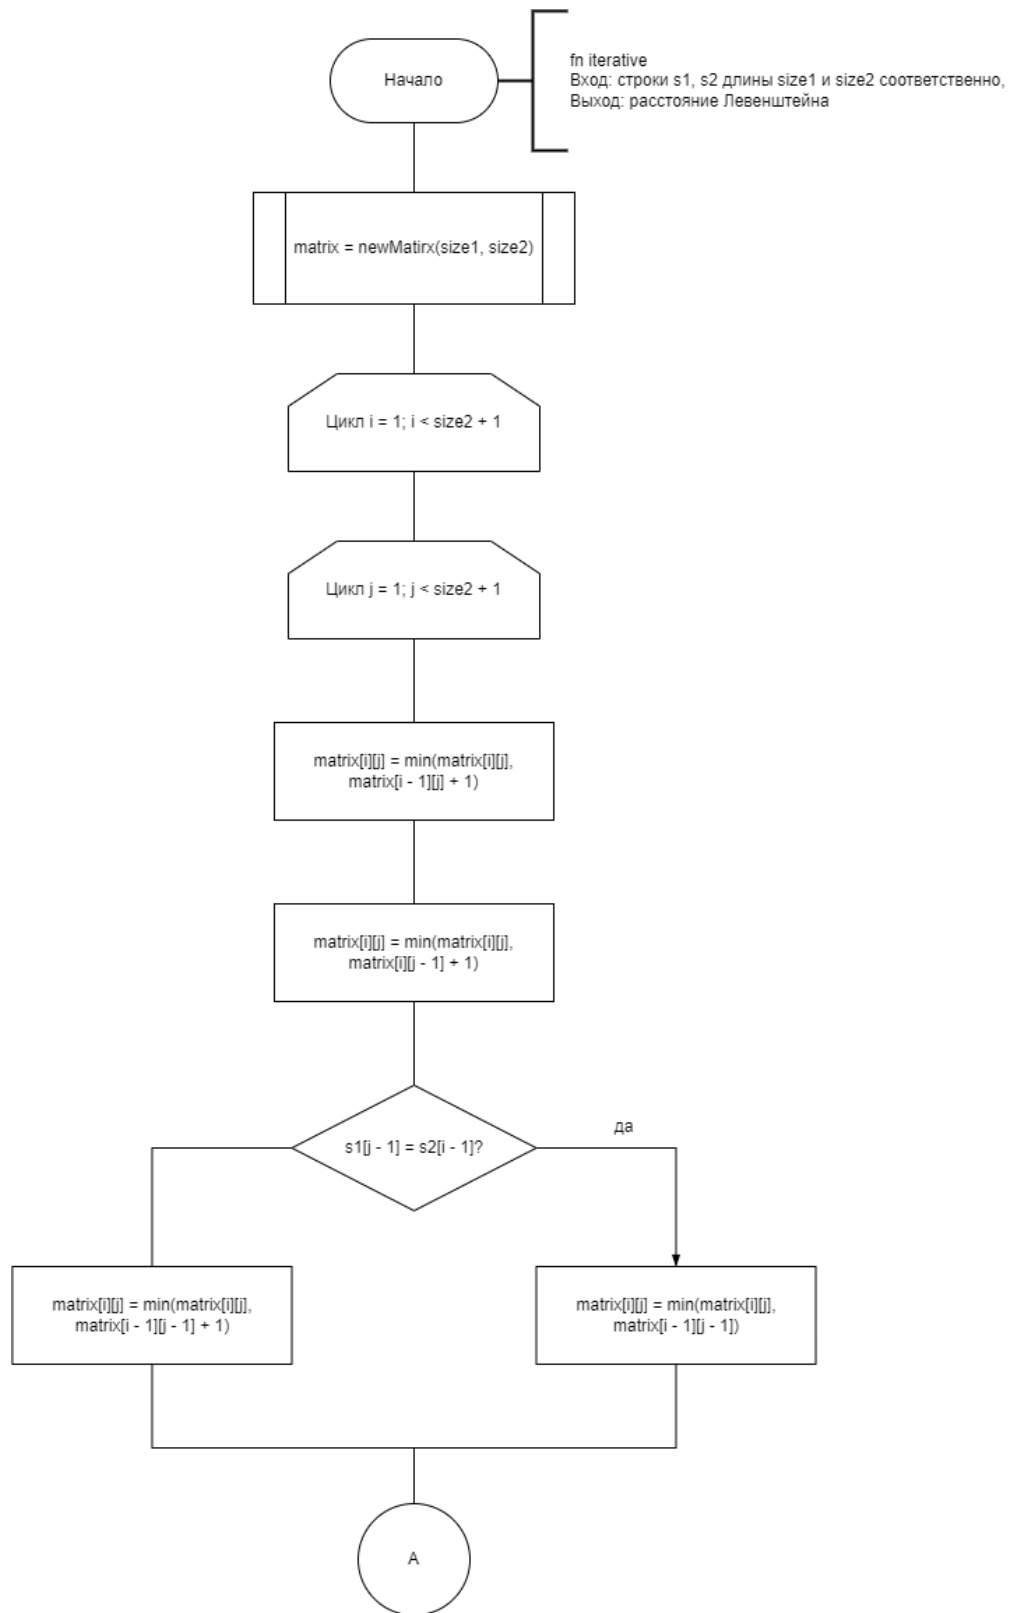 Начало
fn iterative
Вход: строки s1, s2 длины size1 и size2 соответственно,
Выход: расстояние Левенштейна
matrix = newMatirx(size1, size2)
Цикл i = 1; i < size2 + 1
Цикл j = 1; j < size2 + 1
matrix[i][j] = min(matrix[i][j],
matrix[i - 1][j] + 1)
matrix[i][j] = min(matrix[i][j],
matrix[i][j - 1] + 1)
s1[j - 1] = s2[i - 1]?
да
matrix[i][j] = min(matrix[i][j],
matrix[i - 1][j - 1] + 1)
matrix[i][j] = min(matrix[i][j],
matrix[i - 1][j - 1])
А